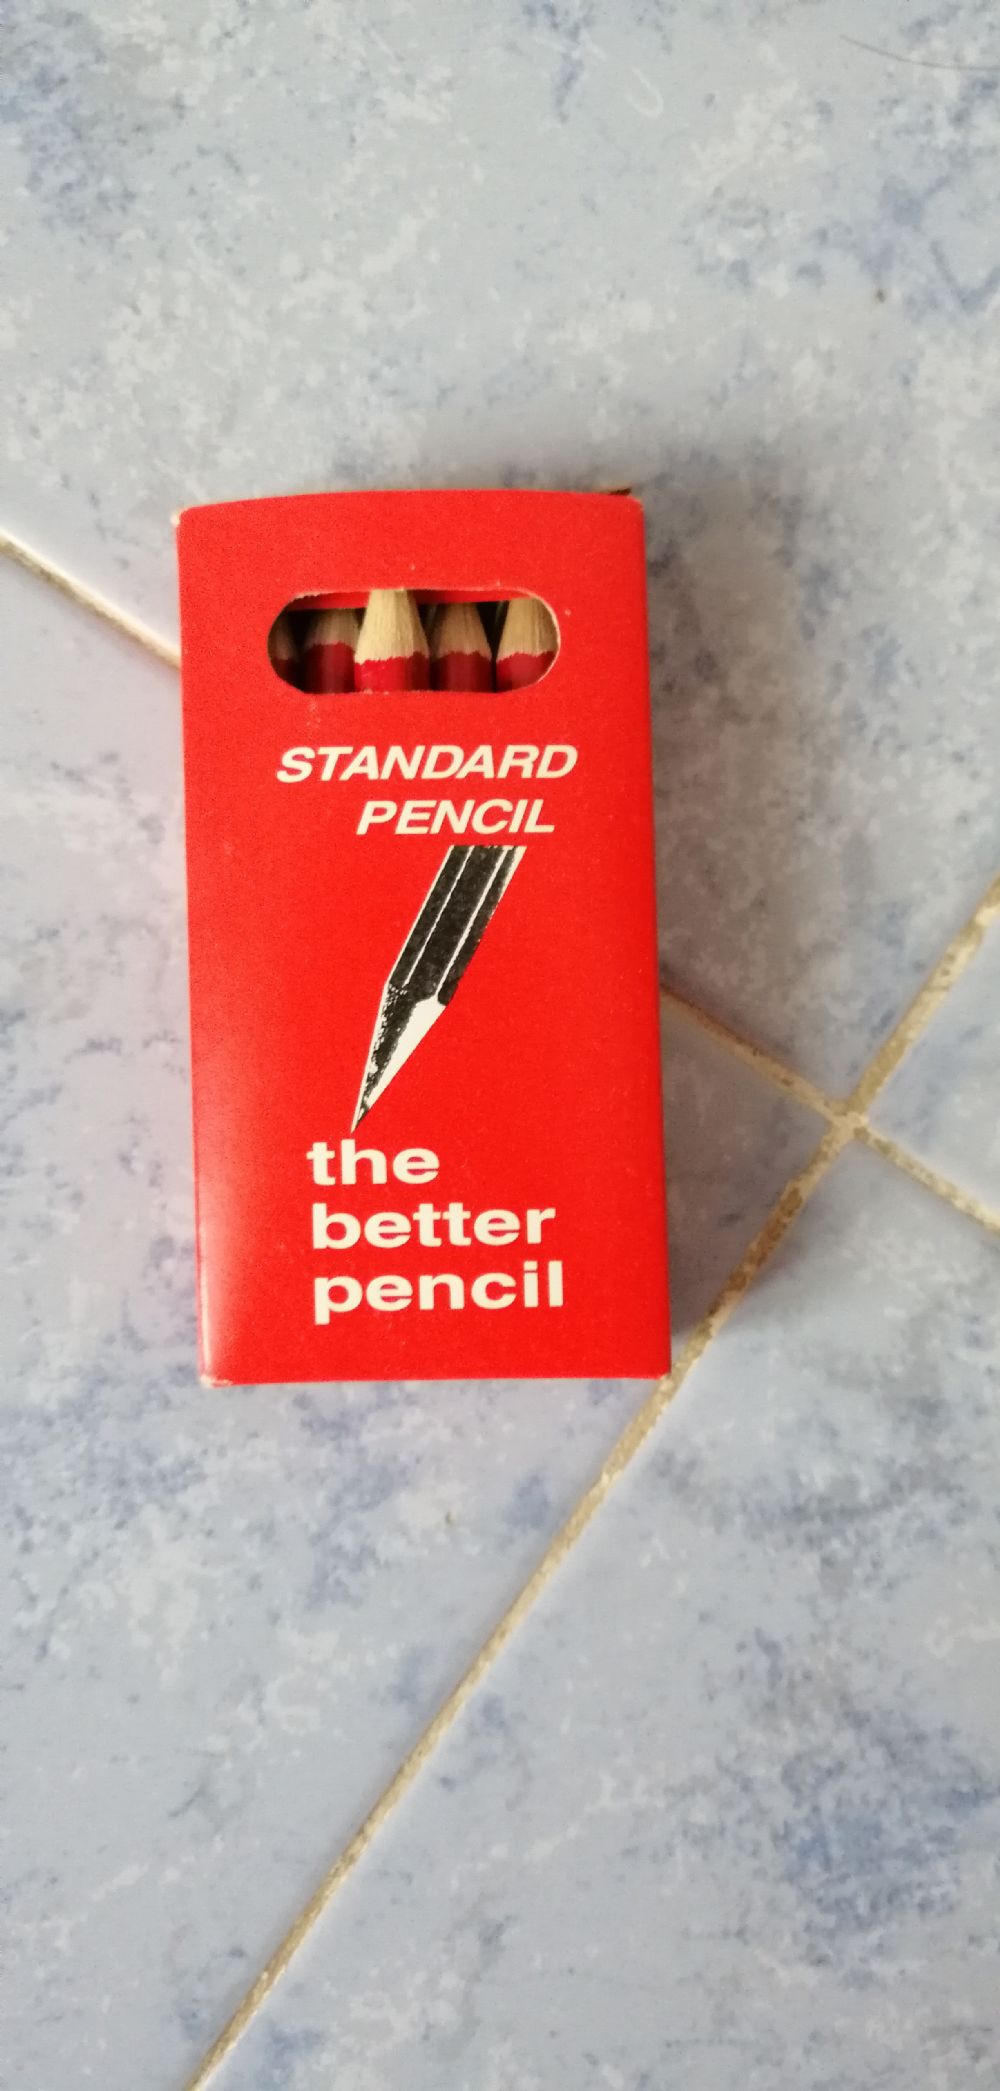 STANDARD
PENCIL
the
better
pencil